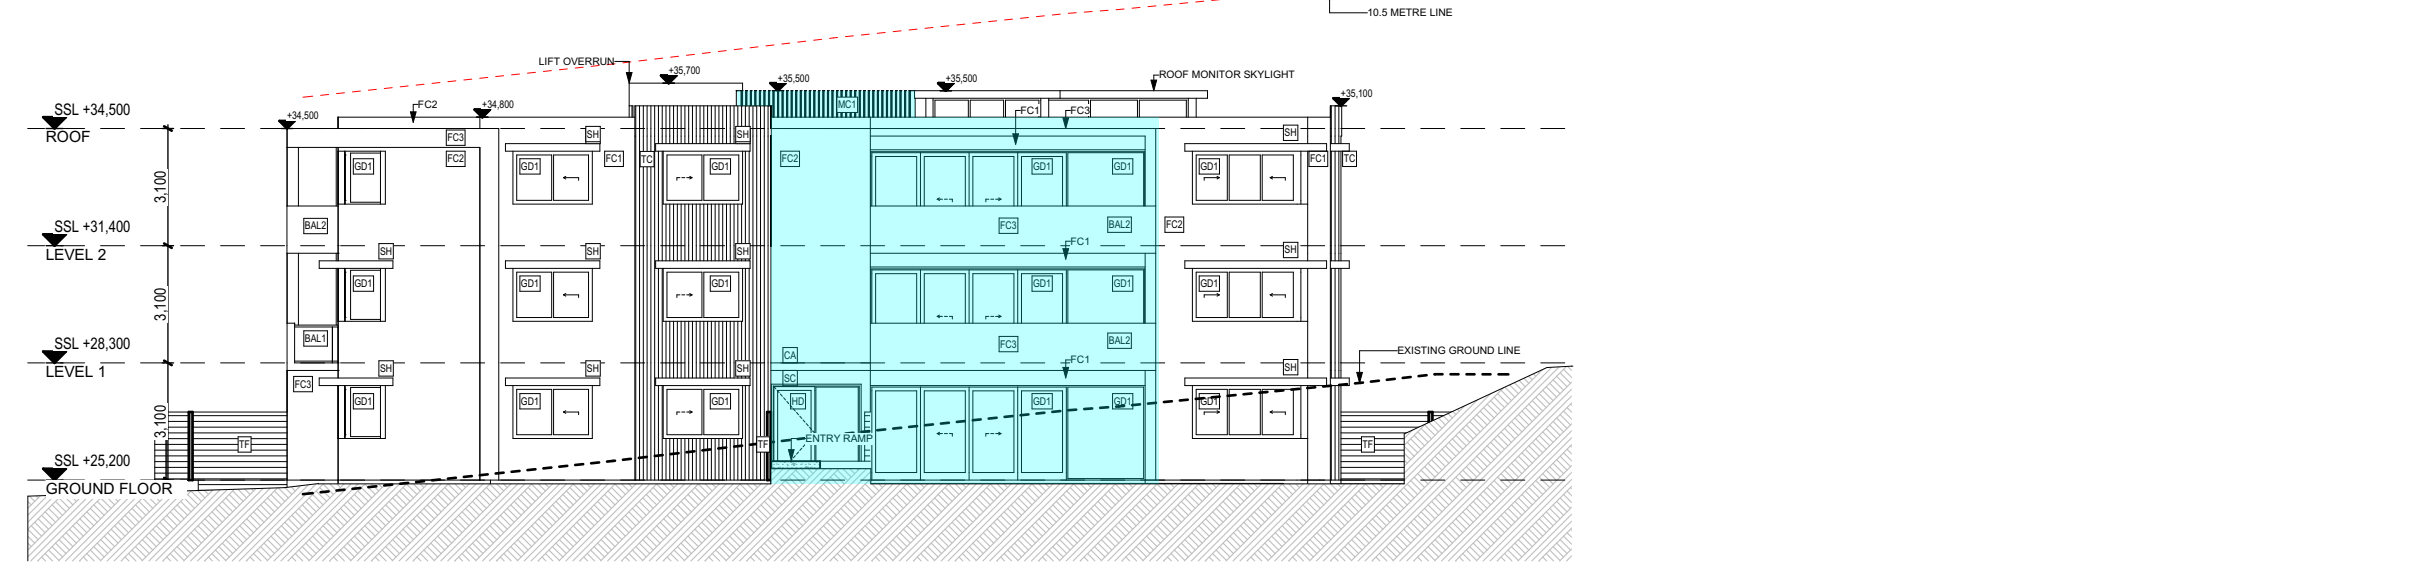 10.5 METRE LINE
LIFT OVERRUN
+35,700
+35,500
+35,500
ROOF MONITOR SKYLIGHT
SSL +34,500
ROOF
+34,500
FC2
+34,800
MC1
FC1
FC3
+35,100
FC3
SH
SH
SH
FC2
GD1
GD1
FC1
TC
GD1
FC2
GD1
GD1
GD1
FC1
TC
3,100
SSL +31,400
LEVEL 2
BAL2
FC3
BAL2
FC2
SH
SH
SH
FC1
SH
GD1
GD1
GD1
GD1
GD1
GD1
3,100
SSL +28,300
LEVEL 1
BAL1
FC3
BAL2
CA
EXISTING GROUND LINE
FC3
SH
SH
SH
SC
FC1
SH
GD1
GD1
GD1
HD
GD1
GD1
GD1
3,100
TF
TF
ENTRY RAMP
TF
SSL +25,200
GROUND FLOOR